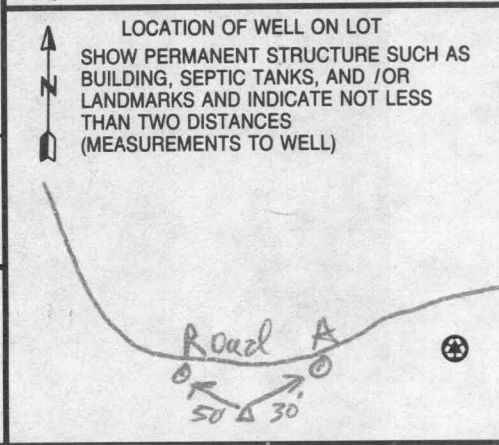 LOCATION OF WELL ON LOT
N
SHOW PERMANENT STRUCTURE SUCH AS
BUILDING, SEPTIC TANKS, AND /OR
LANDMARKS AND INDICATE NOT LESS
THAN TWO DISTANCES
(MEASUREMENTS TO WELL)
Road A
50' 30'